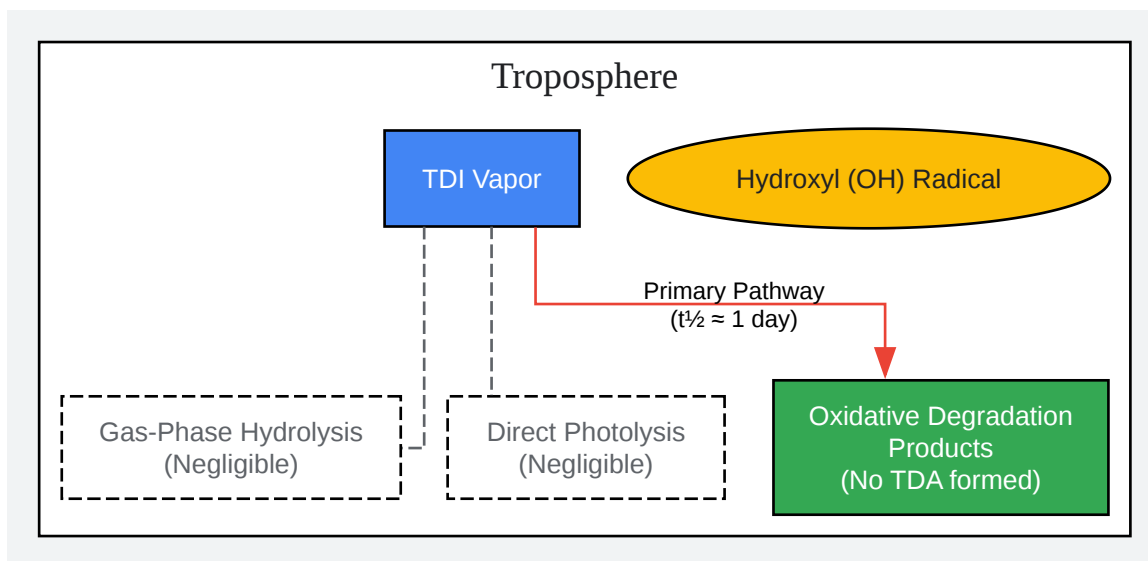 Troposphere
TDI Vapor
Hydroxyl (OH) Radical
Primary Pathway
(t½ ≈ 1 day)
Gas-Phase Hydrolysis
(Negligible)
Direct Photolysis
(Negligible)
Oxidative Degradation
Products
(No TDA formed)